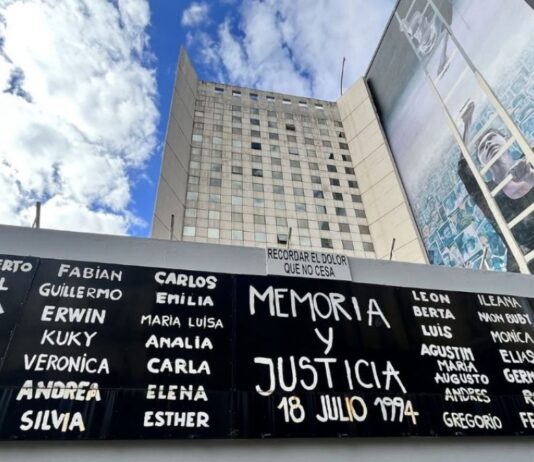 RECORDAR EL DOLOR
QUE NO CESA
FABIAN
GUILLERMO
ERWIN
KUKY
VERONICA
ANDREA
SILVIA
CARLOS
EMILIA
MARIA LUISA
ANALIA
CARLA
ELENA
ESTHER
MEMORIA
Y
JUSTICIA
18 JULIO 1994
LEON
BERTA
LUIS
AGUSTIN
MARIA
AUGUSTO
ANDRES
GREGORIO
ILEANA
MONICA